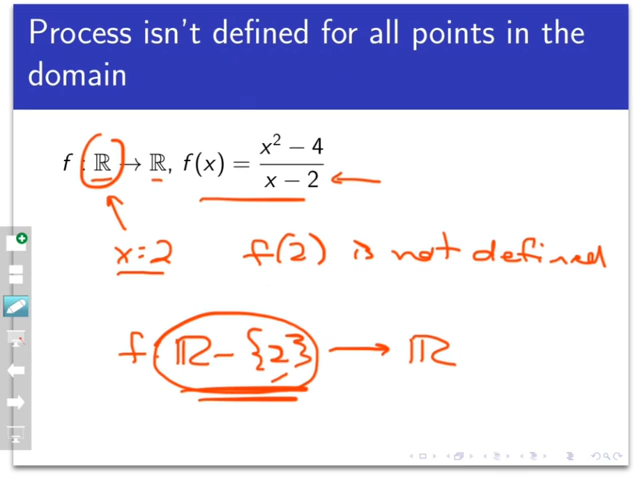 Process isn't defined for all points in the
domain
f : ℝ → ℝ, f(x) = (x² − 4)/(x − 2)
x = 2 f(2) is not defined
f : ℝ − {2} → ℝ